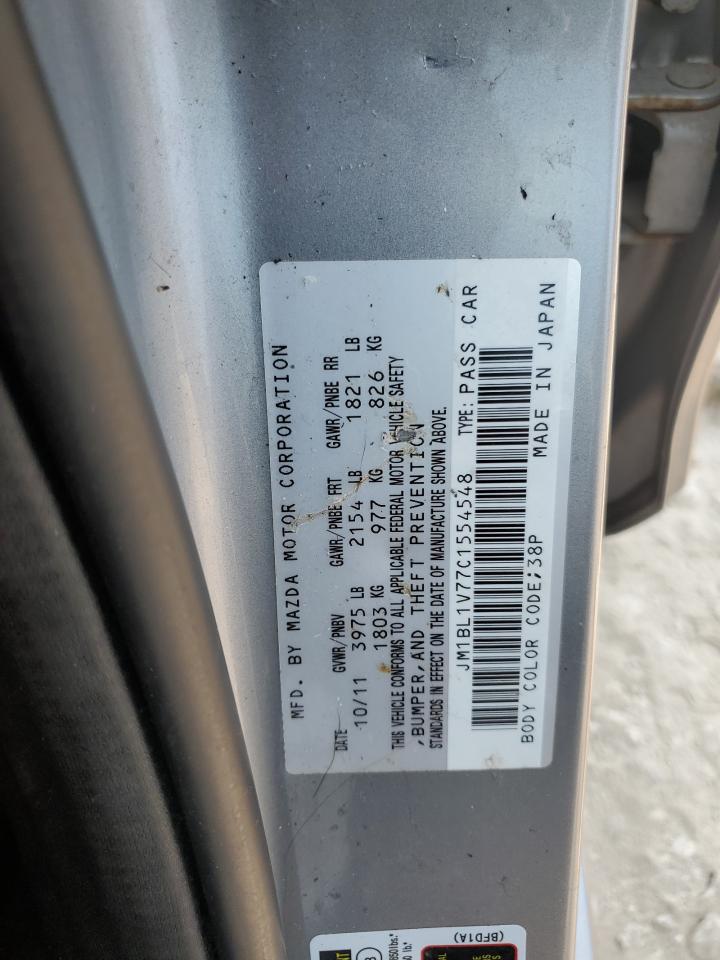 MFD. BY MAZDA MOTOR CORPORATION
DATE GVWR/PNBV GAWR/PNBE FRT GAWR/PNBE RR
10/11 3975 LB 2154 LB 1821 LB
1803 KG 977 KG 826 KG
THIS VEHICLE CONFORMS TO ALL APPLICABLE FEDERAL MOTOR VEHICLE SAFETY
,BUMPER,AND THEFT PREVENTION
STANDARDS IN EFFECT ON THE DATE OF MANUFACTURE SHOWN ABOVE.
JM1BL1V77C1554548 TYPE: PASS CAR
BODY COLOR CODE;38P MADE IN JAPAN
(BFD1A)